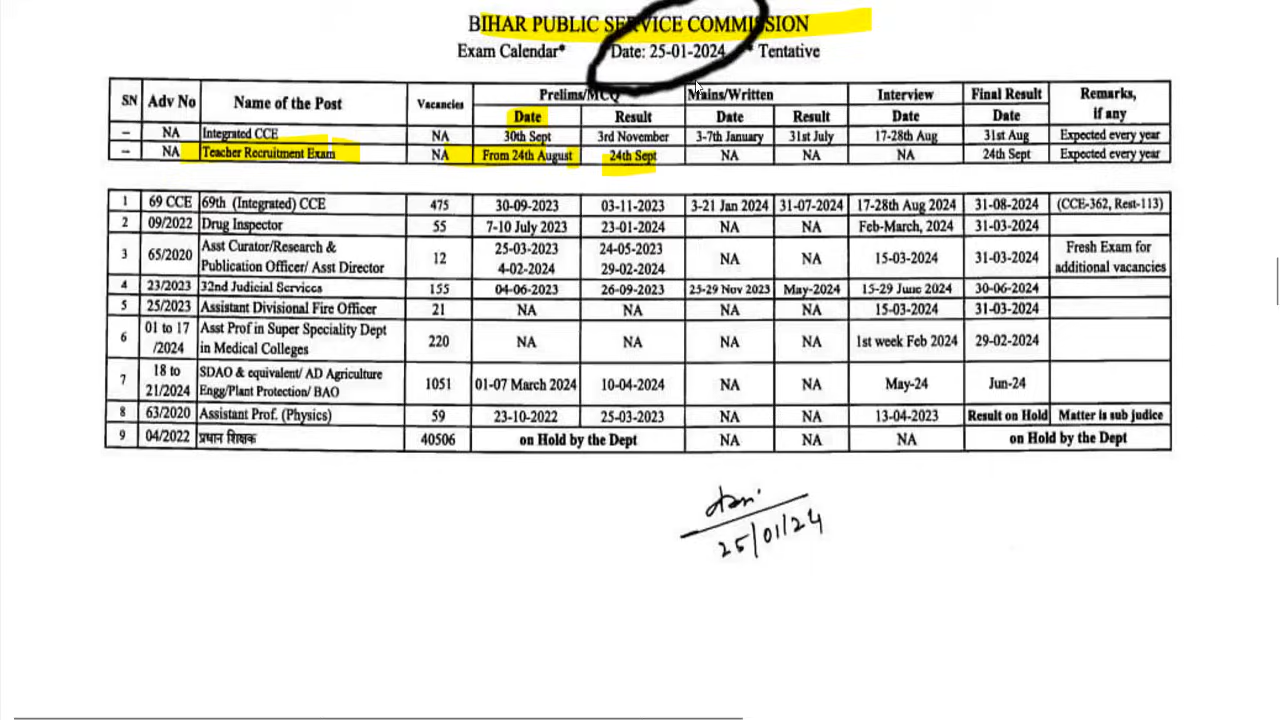 BIHAR PUBLIC SERVICE COMMISSION
Exam Calendar* Date: 25-01-2024 * Tentative
SN Adv No Name of the Post Vacancies Prelims/MCQ Mains/Written Interview Final Result Remarks, if any
Date Result Date Result Date Date
-- NA Integrated CCE NA 30th Sept 3rd November 3-7th January 31st July 17-28th Aug 31st Aug Expected every year
-- NA Teacher Recruitment Exam NA From 24th August 24th Sept NA NA NA 24th Sept Expected every year
1 69 CCE 69th (Integrated) CCE 475 30-09-2023 03-11-2023 3-21 Jan 2024 31-07-2024 17-28th Aug 2024 31-08-2024 (CCE-362, Rest-113)
2 09/2022 Drug Inspector 55 7-10 July 2023 23-01-2024 NA NA Feb-March, 2024 31-03-2024
3 65/2020 Asst Curator/Research & Publication Officer/ Asst Director 12 25-03-2023 4-02-2024 24-05-2023 29-02-2024 NA NA 15-03-2024 31-03-2024 Fresh Exam for additional vacancies
4 23/2023 32nd Judicial Services 155 04-06-2023 26-09-2023 25-29 Nov 2023 May-2024 15-29 June 2024 30-06-2024
5 25/2023 Assistant Divisional Fire Officer 21 NA NA NA NA 15-03-2024 31-03-2024
6 01 to 17 /2024 Asst Prof in Super Speciality Dept in Medical Colleges 220 NA NA NA NA 1st week Feb 2024 29-02-2024
7 18 to 21/2024 SDAO & equivalent/ AD Agriculture Engg/Plant Protection/ BAO 1051 01-07 March 2024 10-04-2024 NA NA May-24 Jun-24
8 63/2020 Assistant Prof. (Physics) 59 23-10-2022 25-03-2023 NA NA 13-04-2023 Result on Hold Matter is sub judice
9 04/2022 प्रधान शिक्षक 40506 on Hold by the Dept NA NA NA on Hold by the Dept
25/01/24